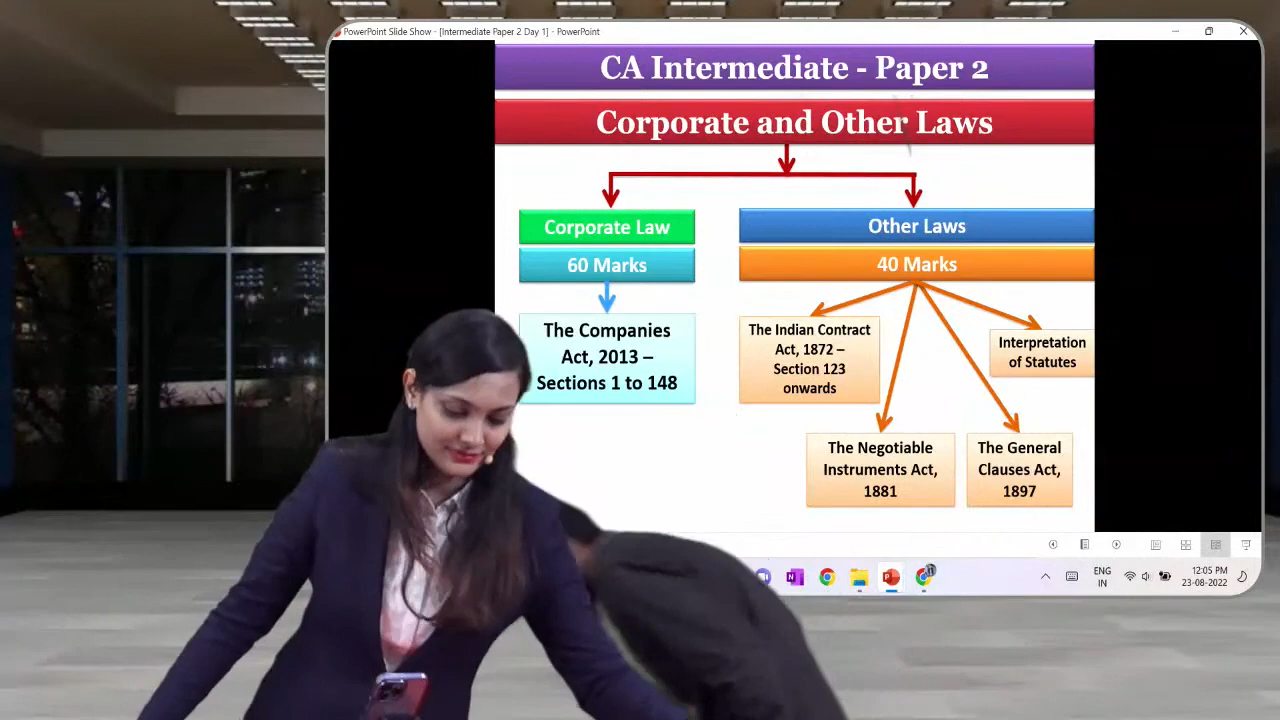 PowerPoint Slide Show - [Intermediate Paper 2 Day 1] - PowerPoint
CA Intermediate - Paper 2
Corporate and Other Laws
Corporate Law
60 Marks
The Companies
Act, 2013 –
Sections 1 to 148
Other Laws
40 Marks
The Indian Contract
Act, 1872 –
Section 123
onwards
Interpretation
of Statutes
The Negotiable
Instruments Act,
1881
The General
Clauses Act,
1897
ENG
IN
12:05 PM
23-08-2022